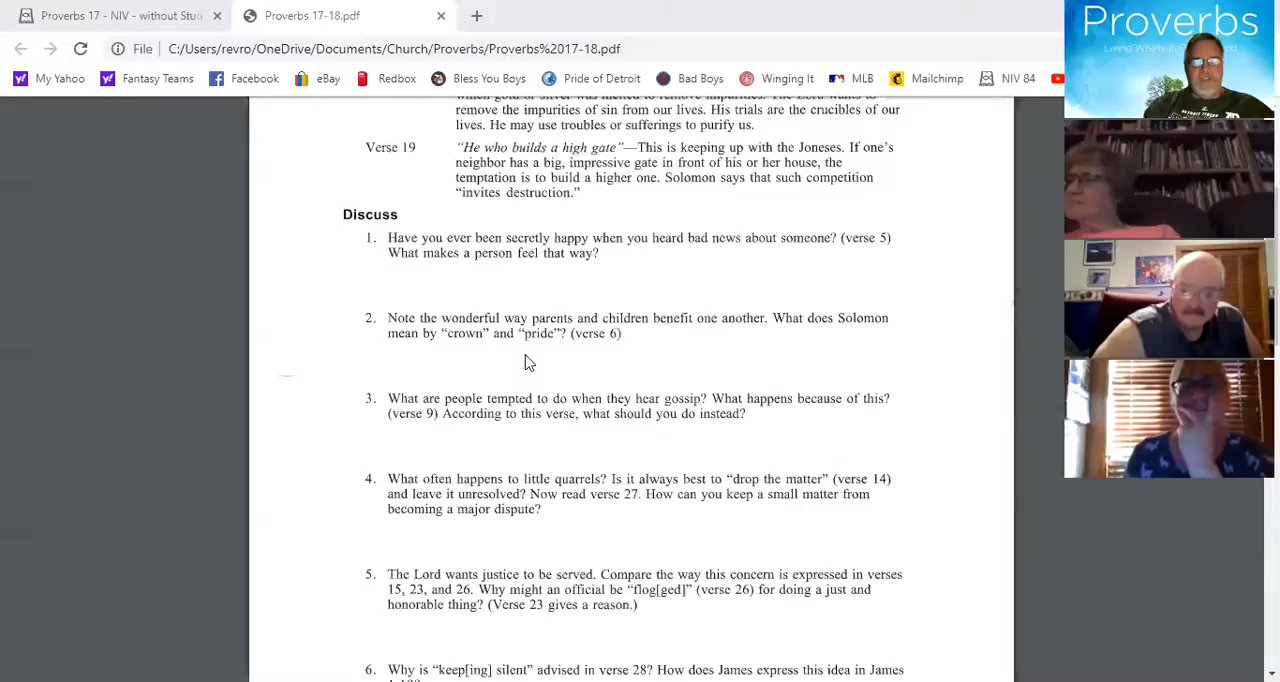 Proverbs 17 - NIV - without Stu
Proverbs 17-18.pdf
File C:/Users/revro/OneDrive/Documents/Church/Proverbs/Proverbs%2017-18.pdf
My Yahoo Fantasy Teams Facebook eBay Redbox Bless You Boys Pride of Detroit Bad Boys Winging It MLB Mailchimp NIV 84
Proverbs
remove the impurities of sin from our lives. His trials are the crucibles of our
lives. He may use troubles or sufferings to purify us.
Verse 19 “He who builds a high gate”—This is keeping up with the Joneses. If one’s
neighbor has a big, impressive gate in front of his or her house, the
temptation is to build a higher one. Solomon says that such competition
“invites destruction.”
Discuss
1. Have you ever been secretly happy when you heard bad news about someone? (verse 5)
What makes a person feel that way?
2. Note the wonderful way parents and children benefit one another. What does Solomon
mean by “crown” and “pride”? (verse 6)
3. What are people tempted to do when they hear gossip? What happens because of this?
(verse 9) According to this verse, what should you do instead?
4. What often happens to little quarrels? Is it always best to “drop the matter” (verse 14)
and leave it unresolved? Now read verse 27. How can you keep a small matter from
becoming a major dispute?
5. The Lord wants justice to be served. Compare the way this concern is expressed in verses
15, 23, and 26. Why might an official be “flog[ged]” (verse 26) for doing a just and
honorable thing? (Verse 23 gives a reason.)
6. Why is “keep[ing] silent” advised in verse 28? How does James express this idea in James